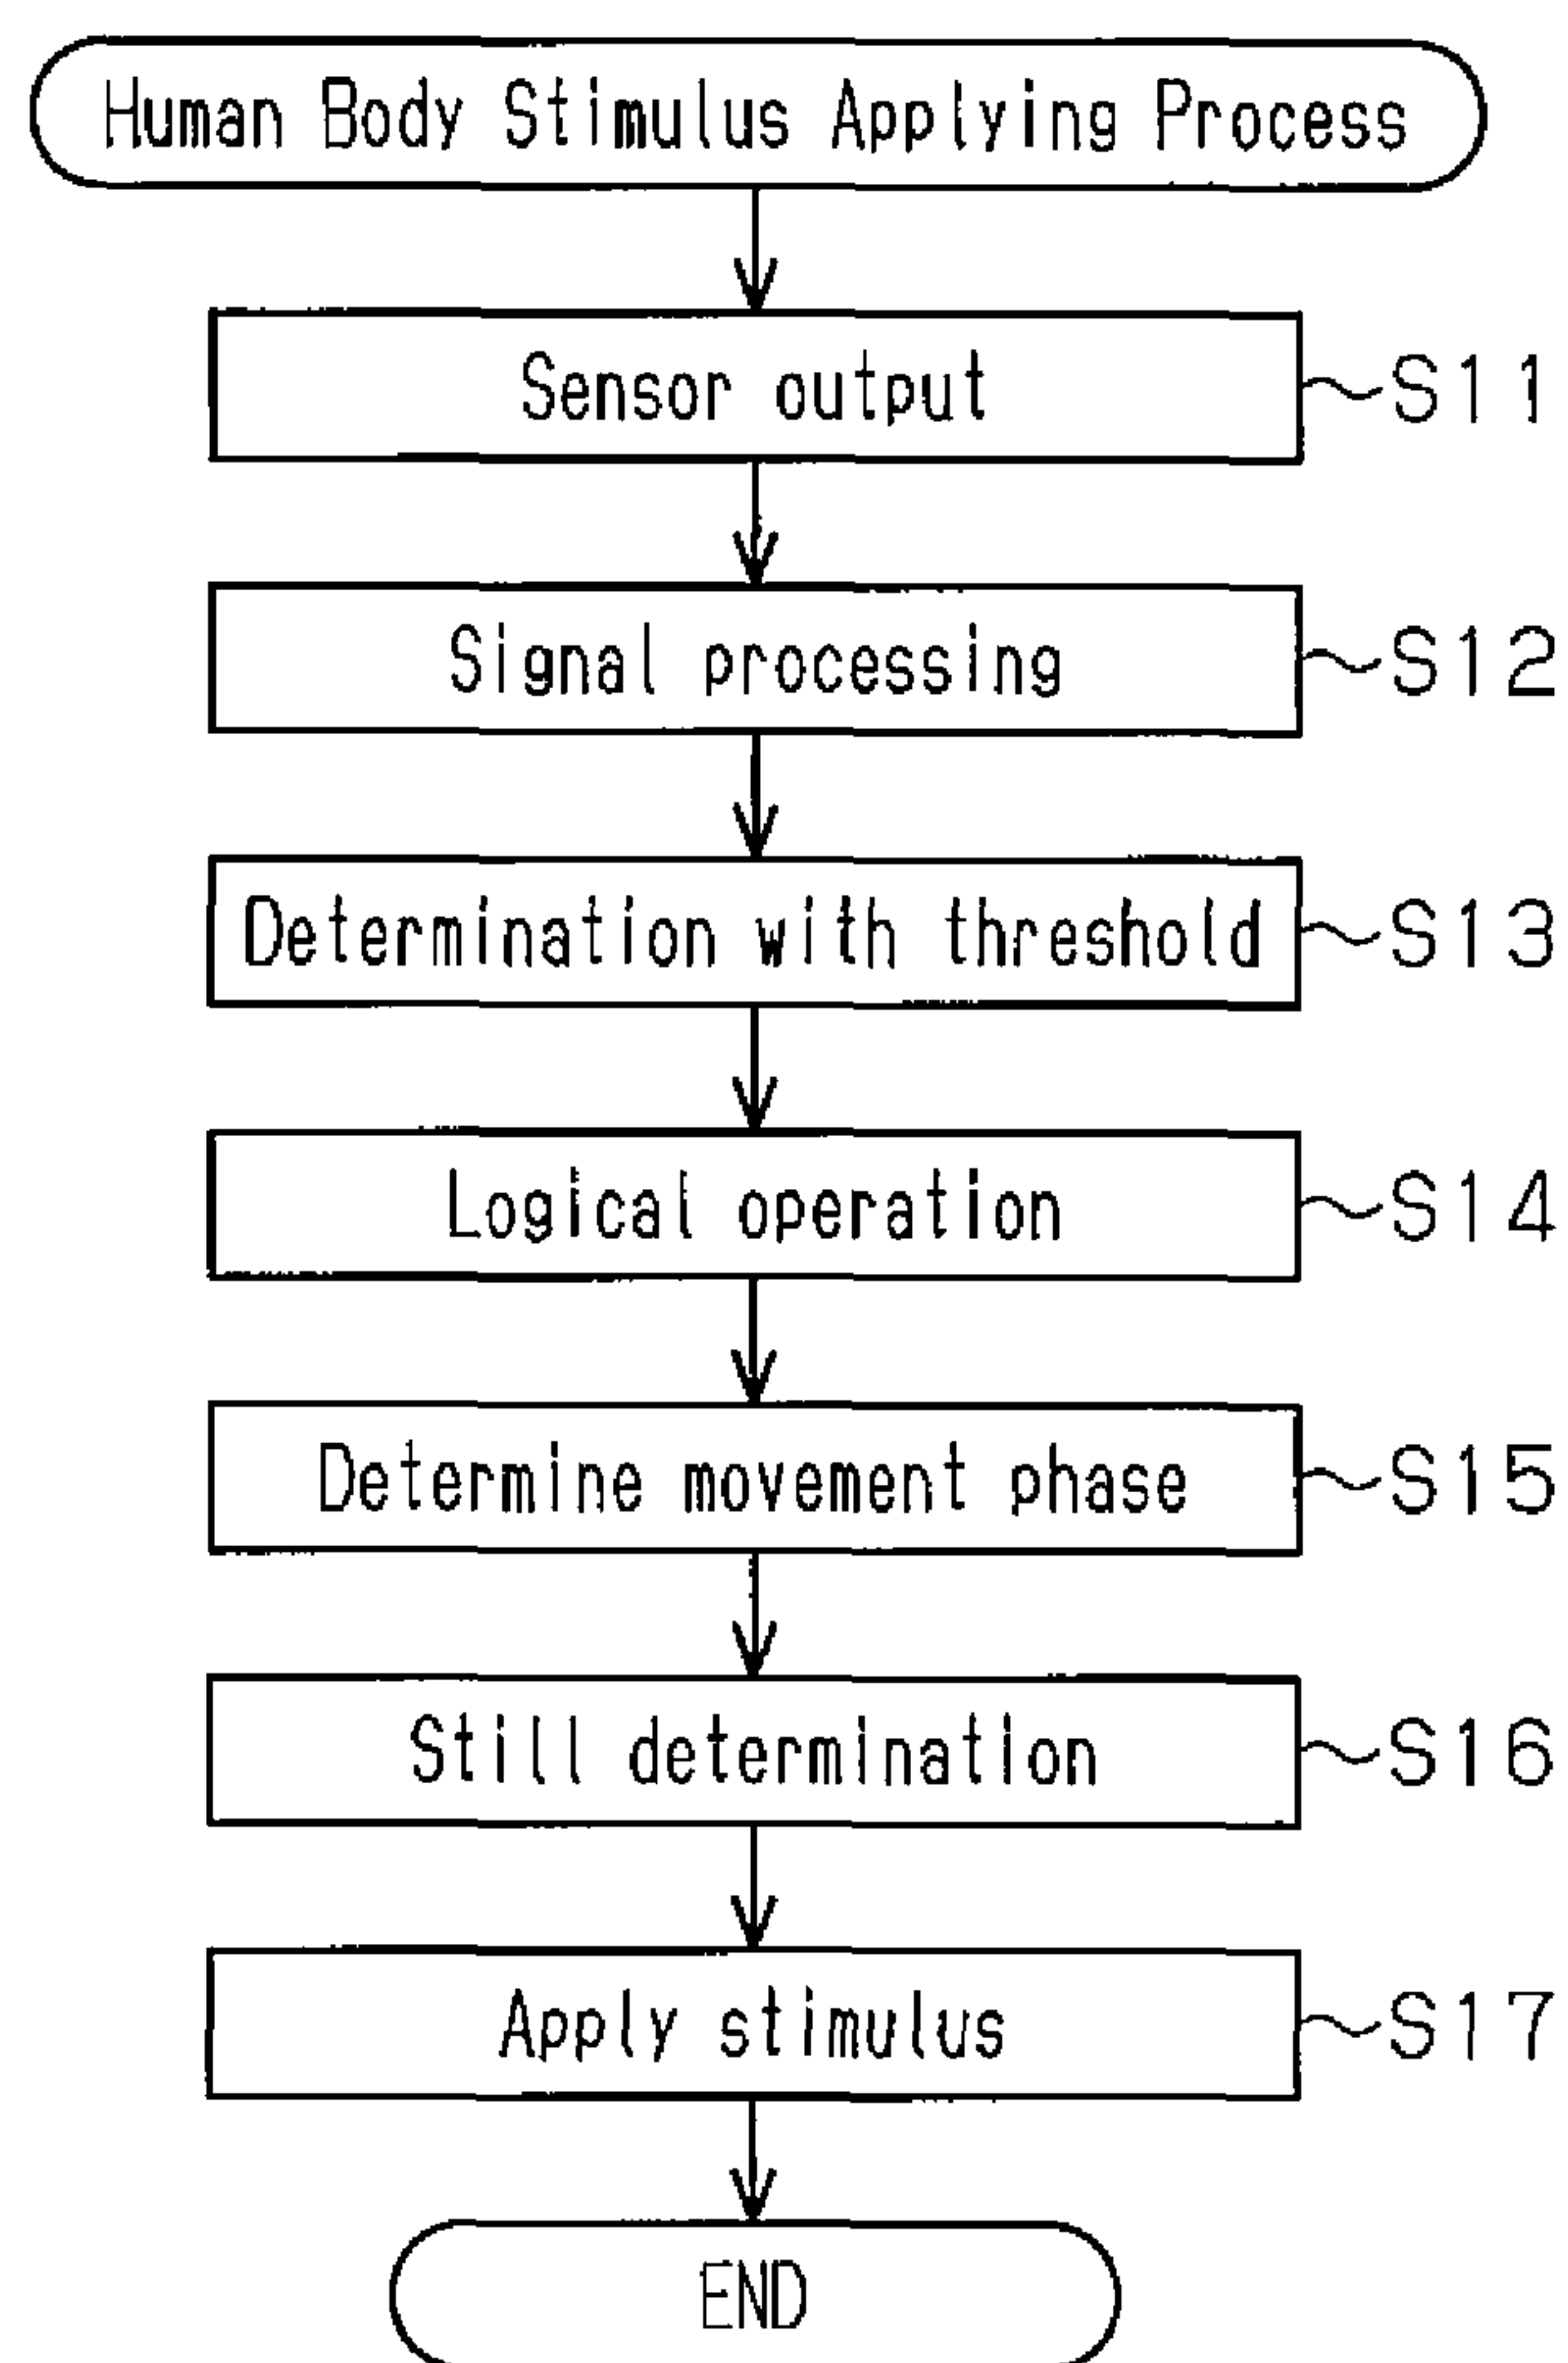 Human Body Stimulus Applying Process
Sensor output S11
Signal processing S12
Determination with threshold S13
Logical operation S14
Determine movement phase S15
Still determination S16
Apply stimulus S17
END